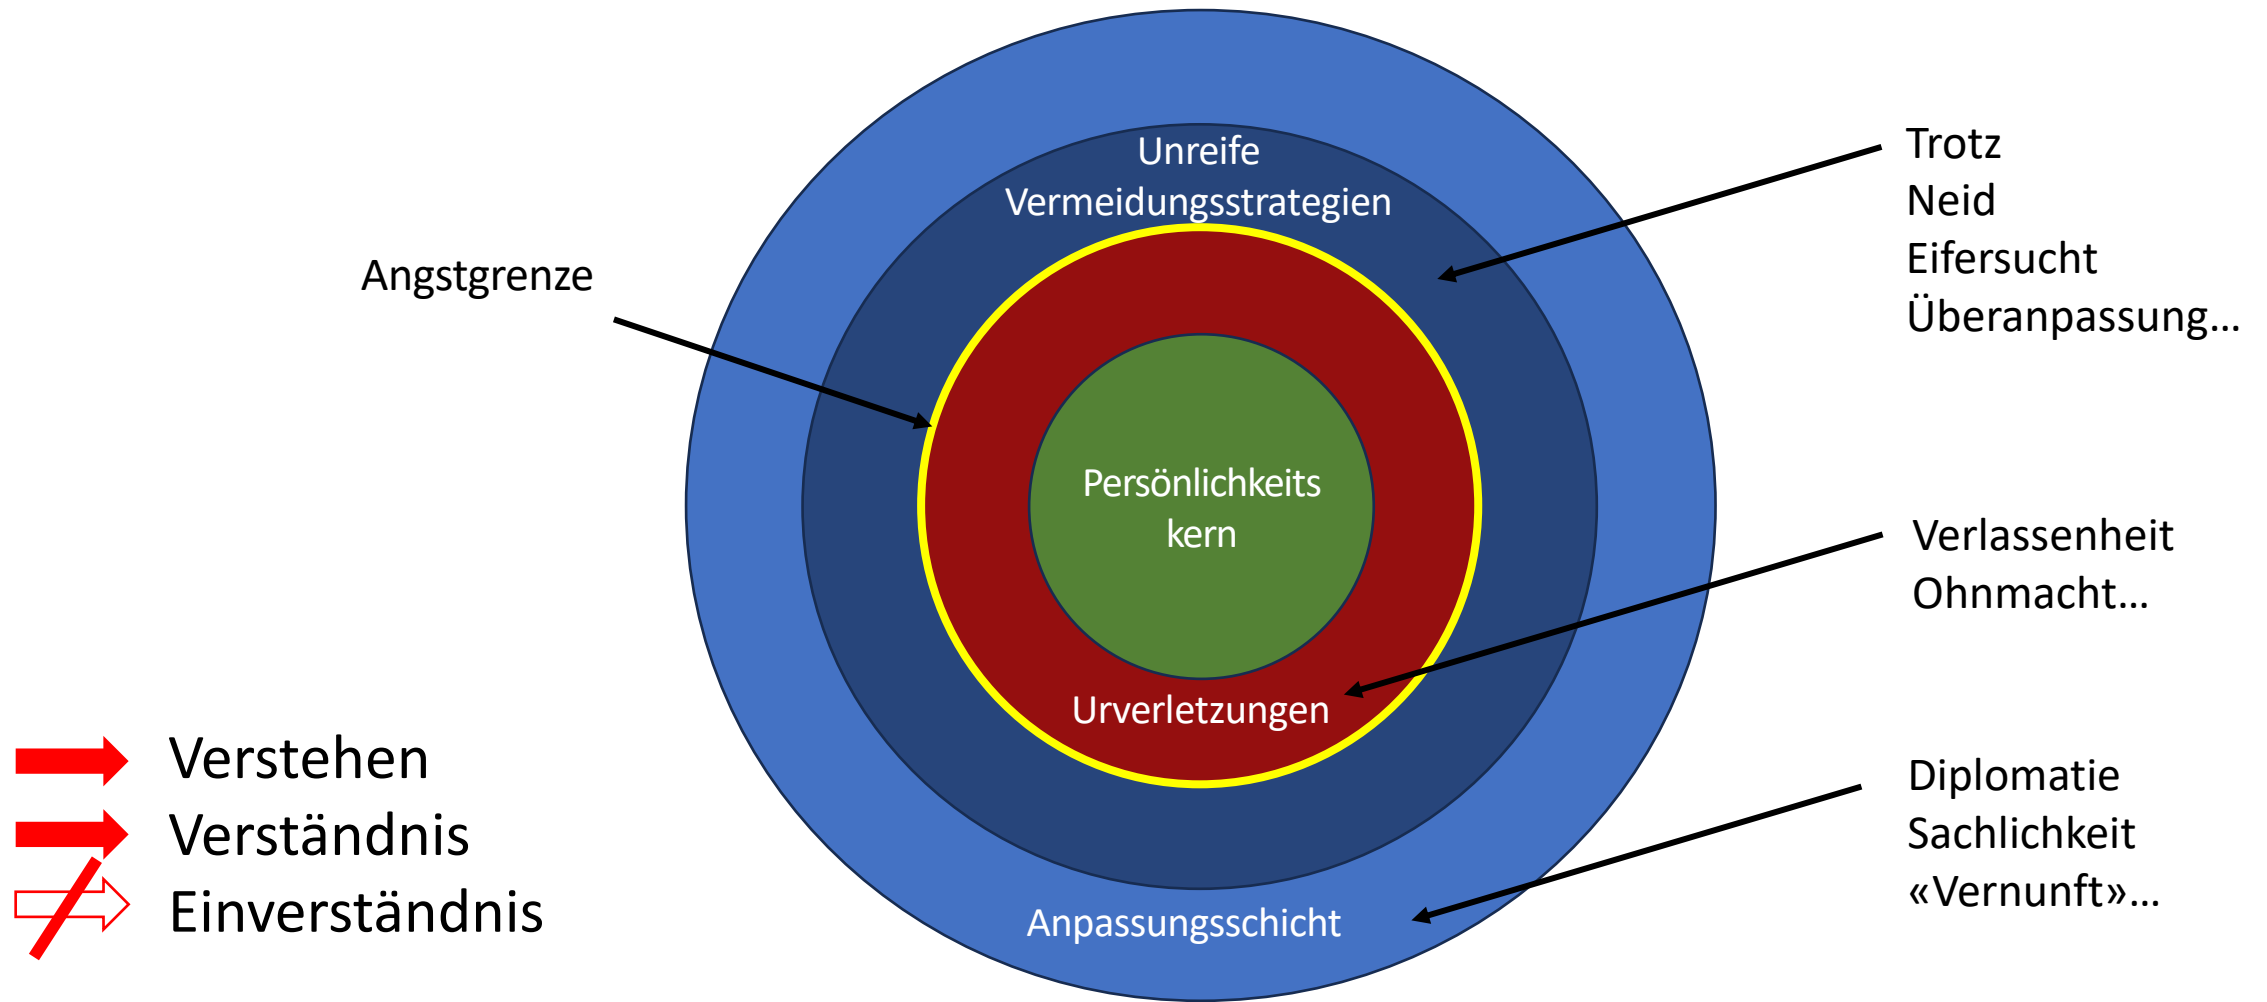 Unreife
Vermeidungsstrategien
Angstgrenze
Trotz
Neid
Eifersucht
Überanpassung...
Persönlichkeits
kern
Verlassenheit
Ohnmacht...
Urverletzungen
Verstehen
Verständnis
Einverständnis
Diplomatie
Sachlichkeit
«Vernunft»...
Anpassungsschicht